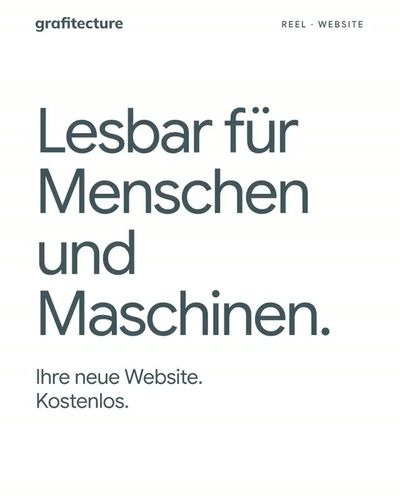 grafitecture
REEL · WEBSITE
Lesbar für
Menschen
und
Maschinen.
Ihre neue Website.
Kostenlos.